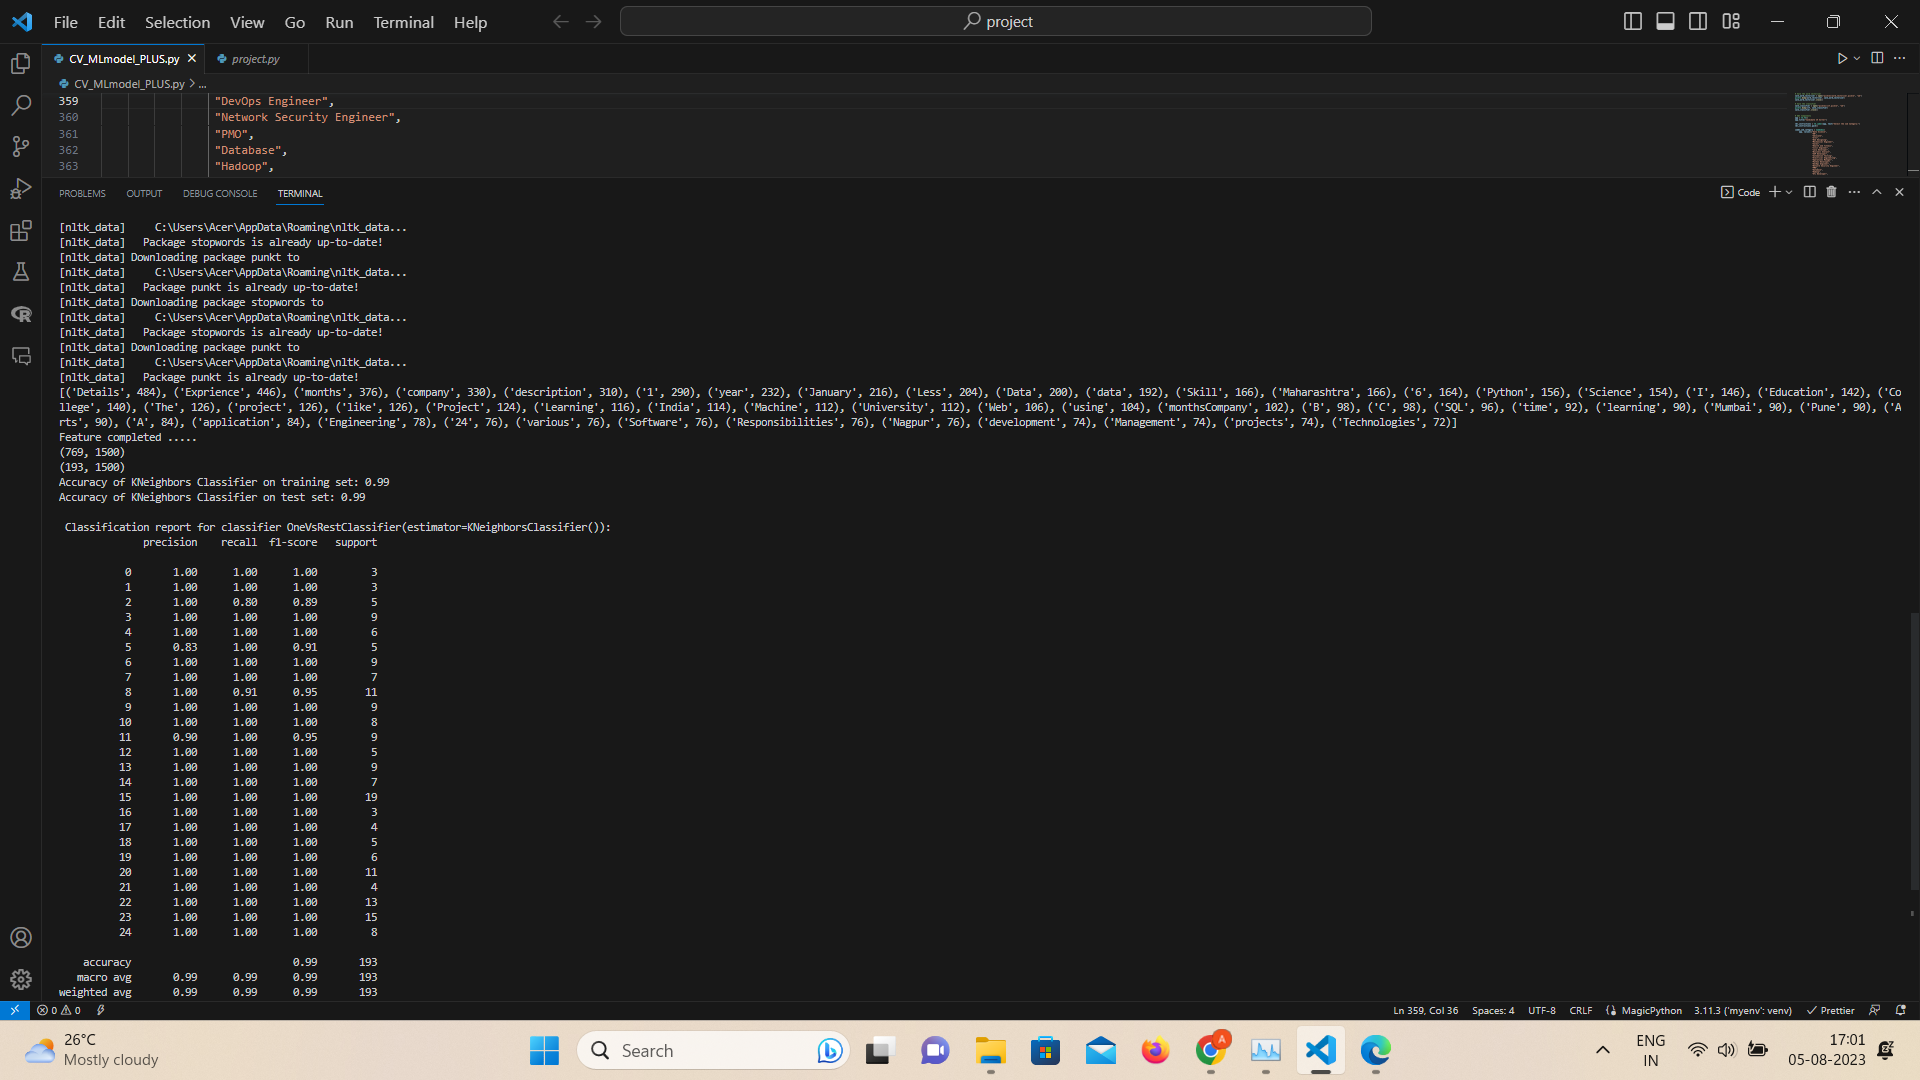 File Edit Selection View Go Run Terminal Help
project
CV_MLmodel_PLUS.py
project.py
CV_MLmodel_PLUS.py > ...
359 "DevOps Engineer",
360 "Network Security Engineer",
361 "PMO",
362 "Database",
363 "Hadoop",
PROBLEMS OUTPUT DEBUG CONSOLE TERMINAL
Code
[nltk_data]     C:\Users\Acer\AppData\Roaming\nltk_data...
[nltk_data]   Package stopwords is already up-to-date!
[nltk_data] Downloading package punkt to
[nltk_data]     C:\Users\Acer\AppData\Roaming\nltk_data...
[nltk_data]   Package punkt is already up-to-date!
[nltk_data] Downloading package stopwords to
[nltk_data]     C:\Users\Acer\AppData\Roaming\nltk_data...
[nltk_data]   Package stopwords is already up-to-date!
[nltk_data] Downloading package punkt to
[nltk_data]     C:\Users\Acer\AppData\Roaming\nltk_data...
[nltk_data]   Package punkt is already up-to-date!
[('Details', 484), ('Exprience', 446), ('months', 376), ('company', 330), ('description', 310), ('1', 290), ('year', 232), ('January', 216), ('Less', 204), ('Data', 200), ('data', 192), ('Skill', 166), ('Maharashtra', 166), ('6', 164), ('Python', 156), ('Science', 154), ('I', 146), ('Education', 142), ('Co
llege', 140), ('The', 126), ('project', 126), ('like', 126), ('Project', 124), ('Learning', 116), ('India', 114), ('Machine', 112), ('University', 112), ('Web', 106), ('using', 104), ('monthsCompany', 102), ('B', 98), ('C', 98), ('SQL', 96), ('time', 92), ('learning', 90), ('Mumbai', 90), ('Pune', 90), ('A
rts', 90), ('A', 84), ('application', 84), ('Engineering', 78), ('24', 76), ('various', 76), ('Software', 76), ('Responsibilities', 76), ('Nagpur', 76), ('development', 74), ('Management', 74), ('projects', 74), ('Technologies', 72)]
Feature completed .....
(769, 1500)
(193, 1500)
Accuracy of KNeighbors Classifier on training set: 0.99
Accuracy of KNeighbors Classifier on test set: 0.99
Classification report for classifier OneVsRestClassifier(estimator=KNeighborsClassifier()):
precision recall f1-score support
0 1.00 1.00 1.00 3
1 1.00 1.00 1.00 3
2 1.00 0.80 0.89 5
3 1.00 1.00 1.00 9
4 1.00 1.00 1.00 6
5 0.83 1.00 0.91 5
6 1.00 1.00 1.00 9
7 1.00 1.00 1.00 7
8 1.00 0.91 0.95 11
9 1.00 1.00 1.00 9
10 1.00 1.00 1.00 8
11 0.90 1.00 0.95 9
12 1.00 1.00 1.00 5
13 1.00 1.00 1.00 9
14 1.00 1.00 1.00 7
15 1.00 1.00 1.00 19
16 1.00 1.00 1.00 3
17 1.00 1.00 1.00 4
18 1.00 1.00 1.00 5
19 1.00 1.00 1.00 6
20 1.00 1.00 1.00 11
21 1.00 1.00 1.00 4
22 1.00 1.00 1.00 13
23 1.00 1.00 1.00 15
24 1.00 1.00 1.00 8
accuracy 0.99 193
macro avg 0.99 0.99 0.99 193
weighted avg 0.99 0.99 0.99 193
0 0 Ln 359, Col 36 Spaces: 4 UTF-8 CRLF MagicPython 3.11.3 ('myenv': venv) Prettier
26°C
Mostly cloudy
Search
A
ENG
IN
17:01
05-08-2023